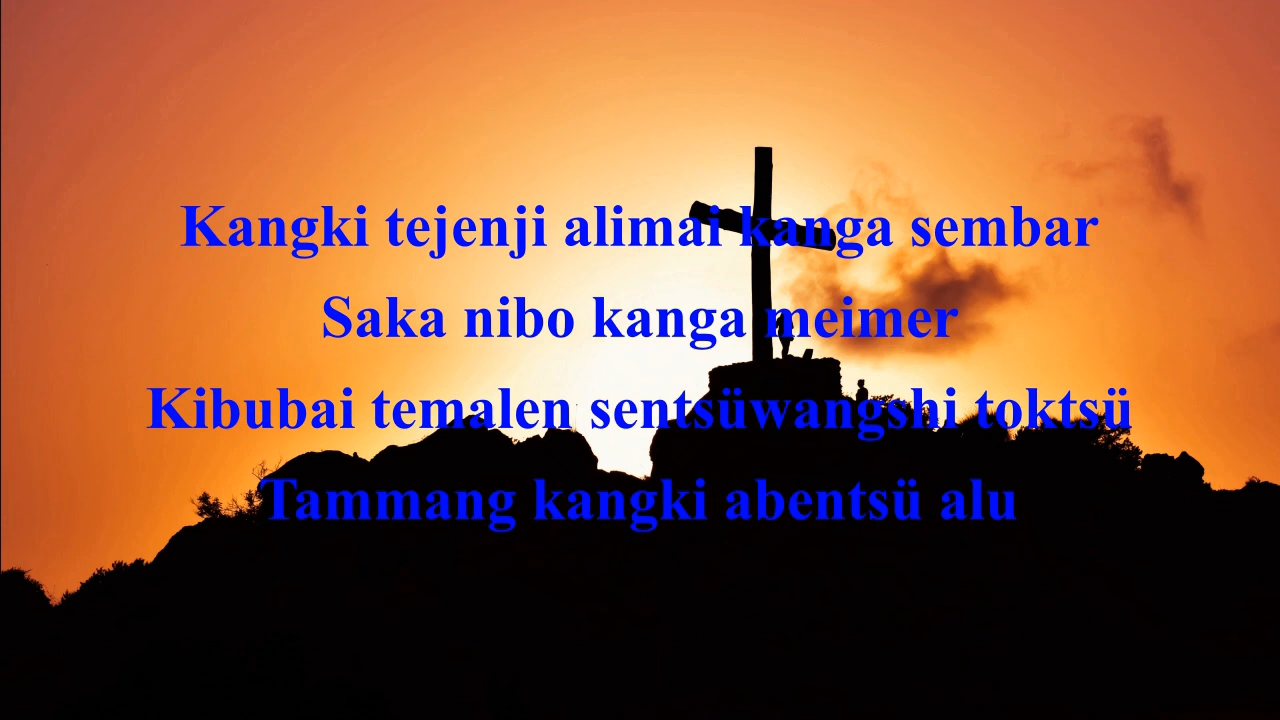 Kangki tejenji alimai kanga sembar
Saka nibo kanga meimer
Kibubai temalen sentsüwangshi toktsü
Tammang kangki abentsü alu